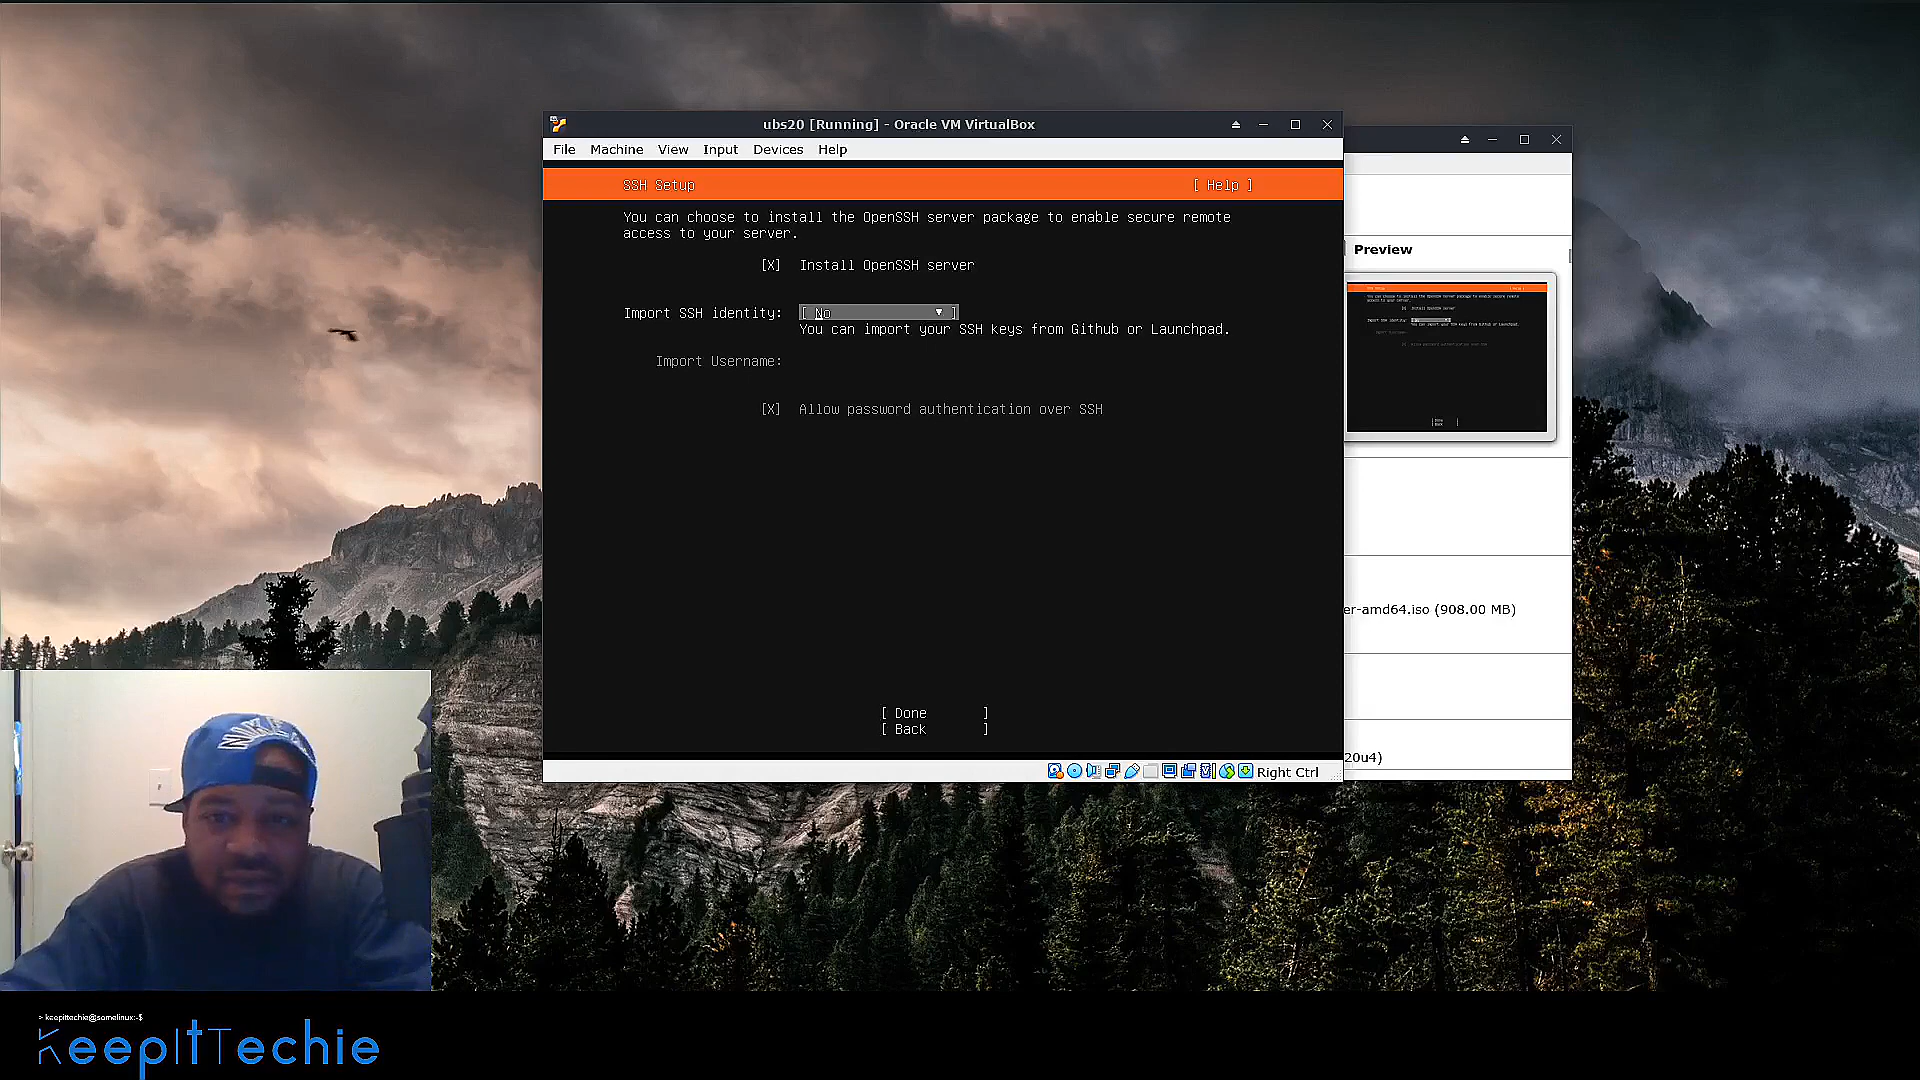 ubs20 [Running] - Oracle VM VirtualBox
File Machine View Input Devices Help
SSH Setup [ Help ]
You can choose to install the OpenSSH server package to enable secure remote
access to your server.
[X] Install OpenSSH server
Import SSH identity: [ No ▼ ]
You can import your SSH keys from Github or Launchpad.
Import Username:
[X] Allow password authentication over SSH
[ Done ]
[ Back ]
Right Ctrl
Preview
er-amd64.iso (908.00 MB)
20u4)
> keepittechie@somelinux:~$
KeepItTechie